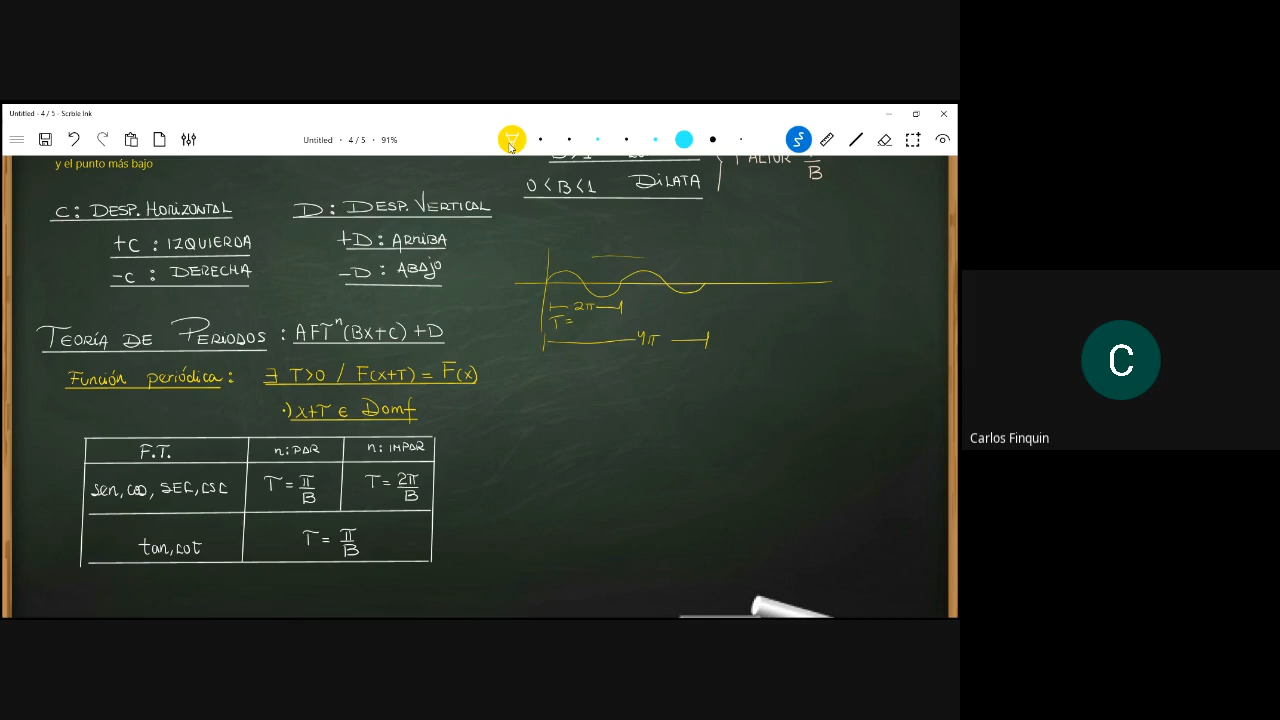 Untitled - 4 / 5 - Scrble Ink
Untitled • 4 / 5 • 91%
y el punto más bajo
0 < B < 1 DILATA
B
C: DESP. HORIZONTAL
+C : IZQUIERDA
-C : DERECHA
D: DESP. VERTICAL
+D: ARRIBA
-D: ABAJO
2π
T=
4π
TEORÍA DE PERIODOS : AFTⁿ(BX+C)+D
Función periódica: ∃ T>0 / F(x+T) = F(x)
•) x+T ∈ Domf
F.T. n: PAR n: IMPAR
sen, cos, SEC, CSC T = π/B T = 2π/B
tan, cot T = π/B
C
Carlos Finquin